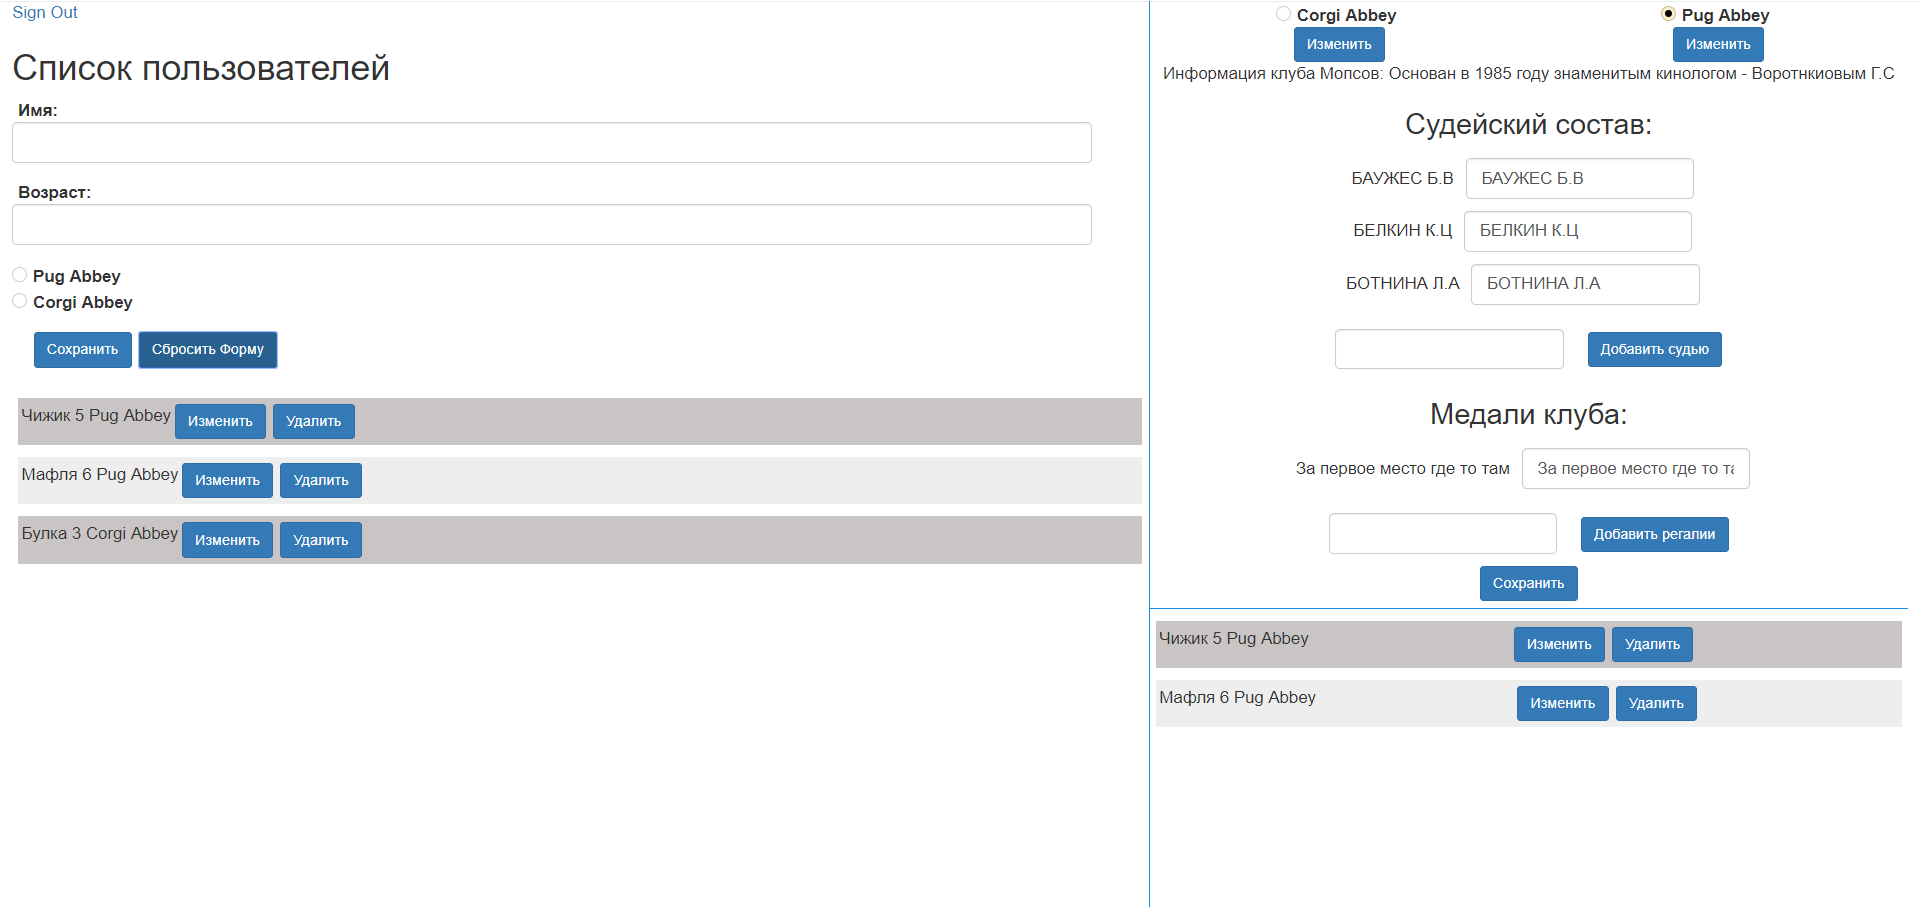 Sign Out
Список пользователей
Имя:
Возраст:
Pug Abbey
Corgi Abbey
Сохранить Сбросить Форму
Чижик 5 Pug Abbey Изменить Удалить
Мафля 6 Pug Abbey Изменить Удалить
Булка 3 Corgi Abbey Изменить Удалить
Corgi Abbey Pug Abbey
Изменить Изменить
Информация клуба Мопсов: Основан в 1985 году знаменитым кинологом - Воротнкиовым Г.С
Судейский состав:
БАУЖЕС Б.В БАУЖЕС Б.В
БЕЛКИН К.Ц БЕЛКИН К.Ц
БОТНИНА Л.А БОТНИНА Л.А
Добавить судью
Медали клуба:
За первое место где то там За первое место где то та
Добавить регалии
Сохранить
Чижик 5 Pug Abbey Изменить Удалить
Мафля 6 Pug Abbey Изменить Удалить